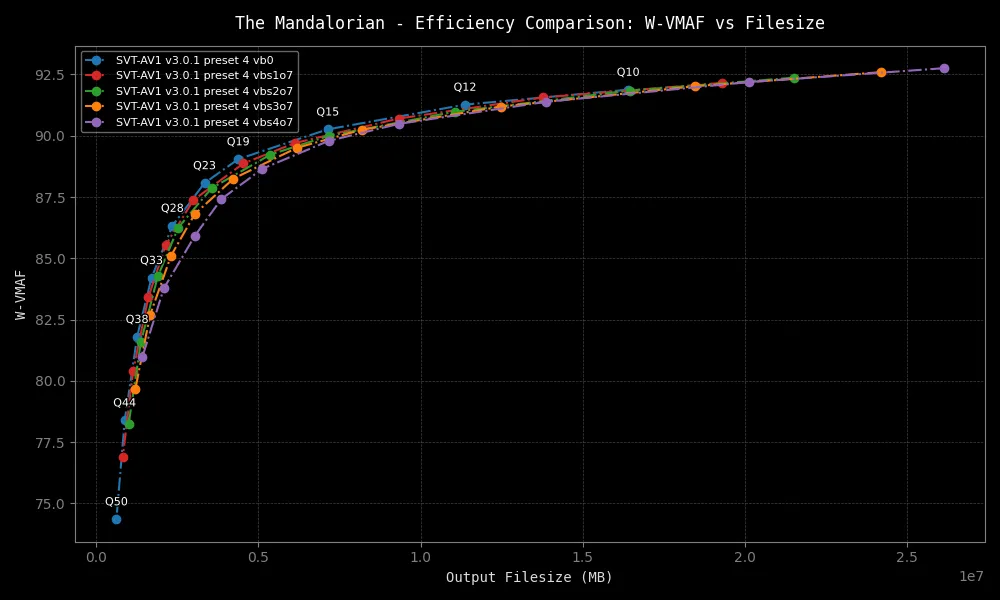 The Mandalorian - Efficiency Comparison: W-VMAF vs Filesize
SVT-AV1 v3.0.1 preset 4 vb0
SVT-AV1 v3.0.1 preset 4 vbs1o7
SVT-AV1 v3.0.1 preset 4 vbs2o7
SVT-AV1 v3.0.1 preset 4 vbs3o7
SVT-AV1 v3.0.1 preset 4 vbs4o7
Q10
Q12
Q15
Q19
Q23
Q28
Q33
Q38
Q44
Q50
W-VMAF
92.5
90.0
87.5
85.0
82.5
80.0
77.5
75.0
0.0 0.5 1.0 1.5 2.0 2.5
1e7
Output Filesize (MB)